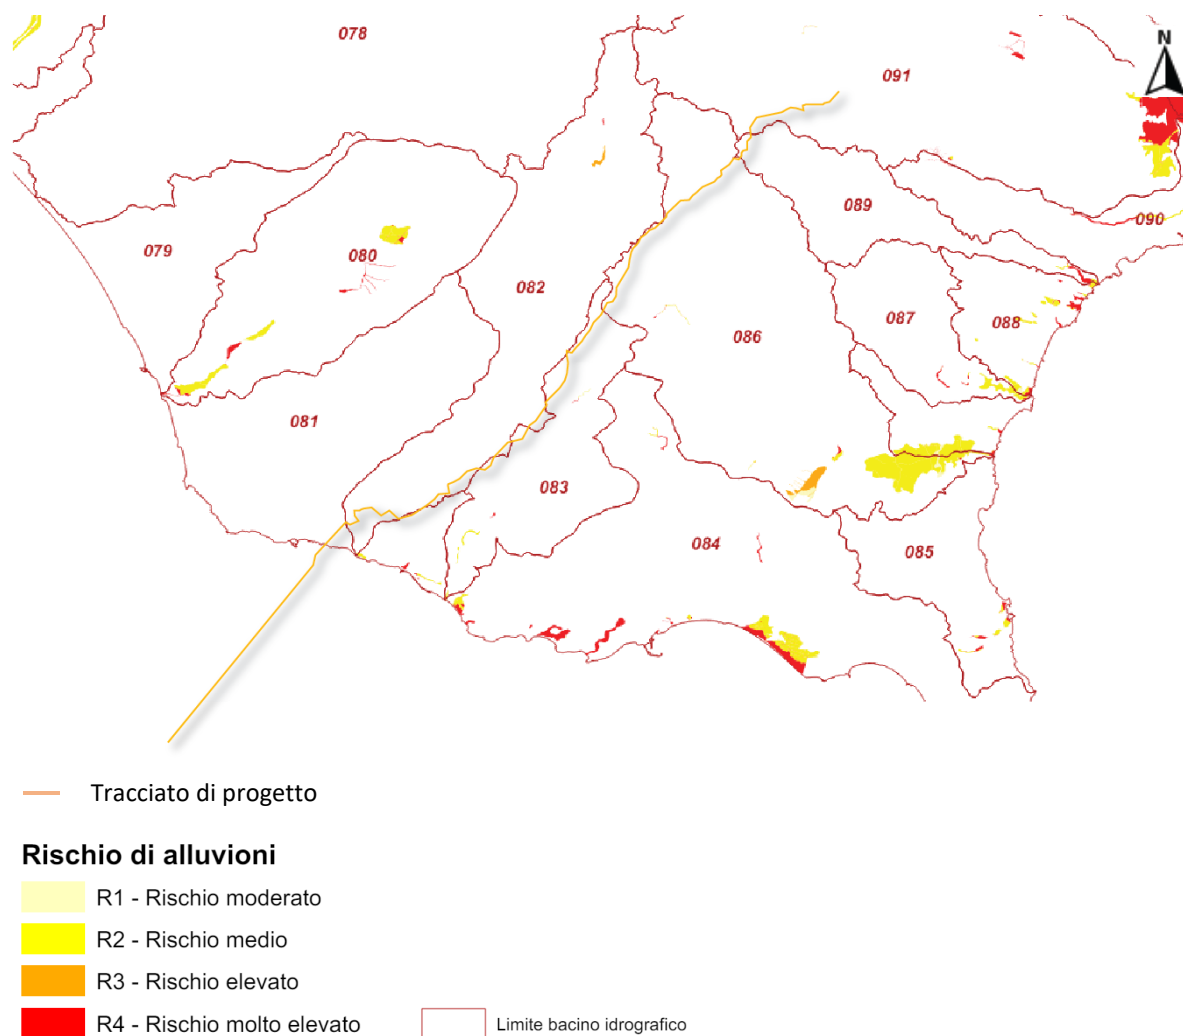 078
N
091
089
090
079
080
082
087
088
086
081
083
084
085
Tracciato di progetto
Rischio di alluvioni
R1 - Rischio moderato
R2 - Rischio medio
R3 - Rischio elevato
R4 - Rischio molto elevato
Limite bacino idrografico